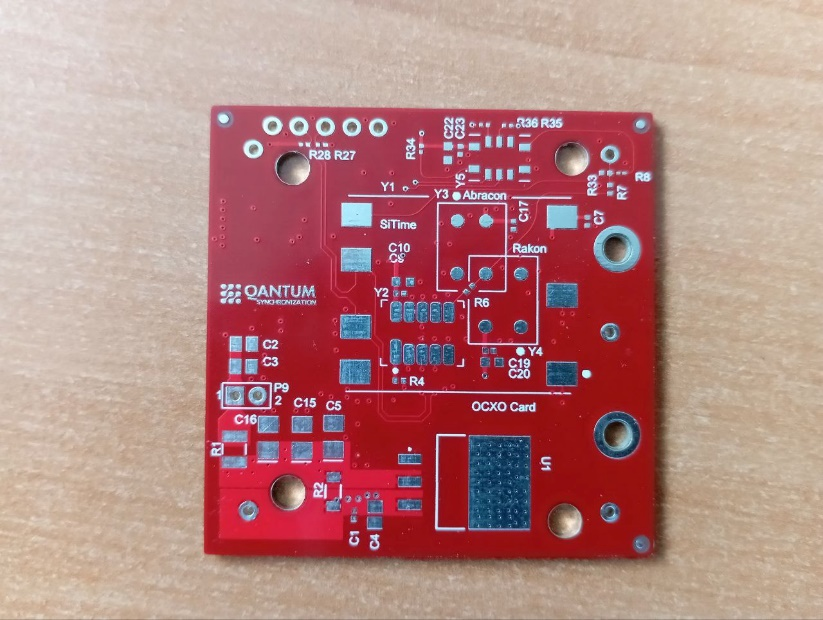 C22
C23
R36 R35
R28 R27
R34
Y5
R33
R7
R8
Y1
Y3
Abracon
SiTime
C17
C7
C10
C9
Rakon
QANTUM
SYNCHRONIZATION
Y2
R6
C2
C3
Y4
C19
C20
R4
1
P9
2
OCXO Card
C16
C15
C5
R1
R2
U1
C1
C4